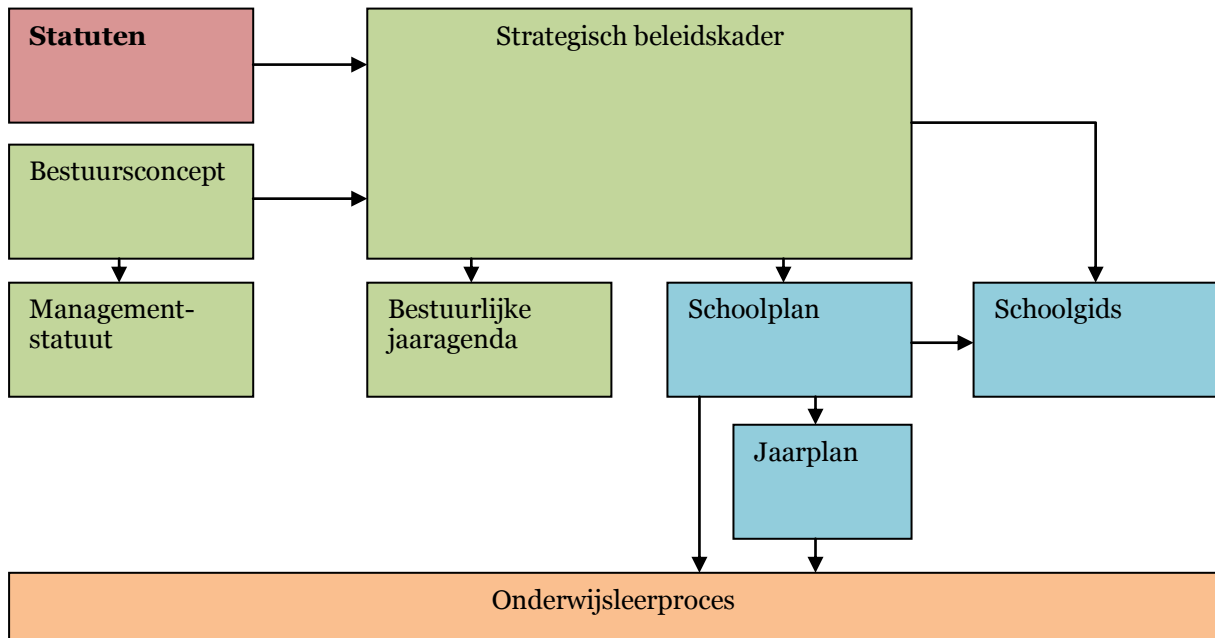 Statuten
Strategisch beleidskader
Bestuursconcept
Management-
statuut
Bestuurlijke
jaaragenda
Schoolplan
Schoolgids
Jaarplan
Onderwijsleerproces